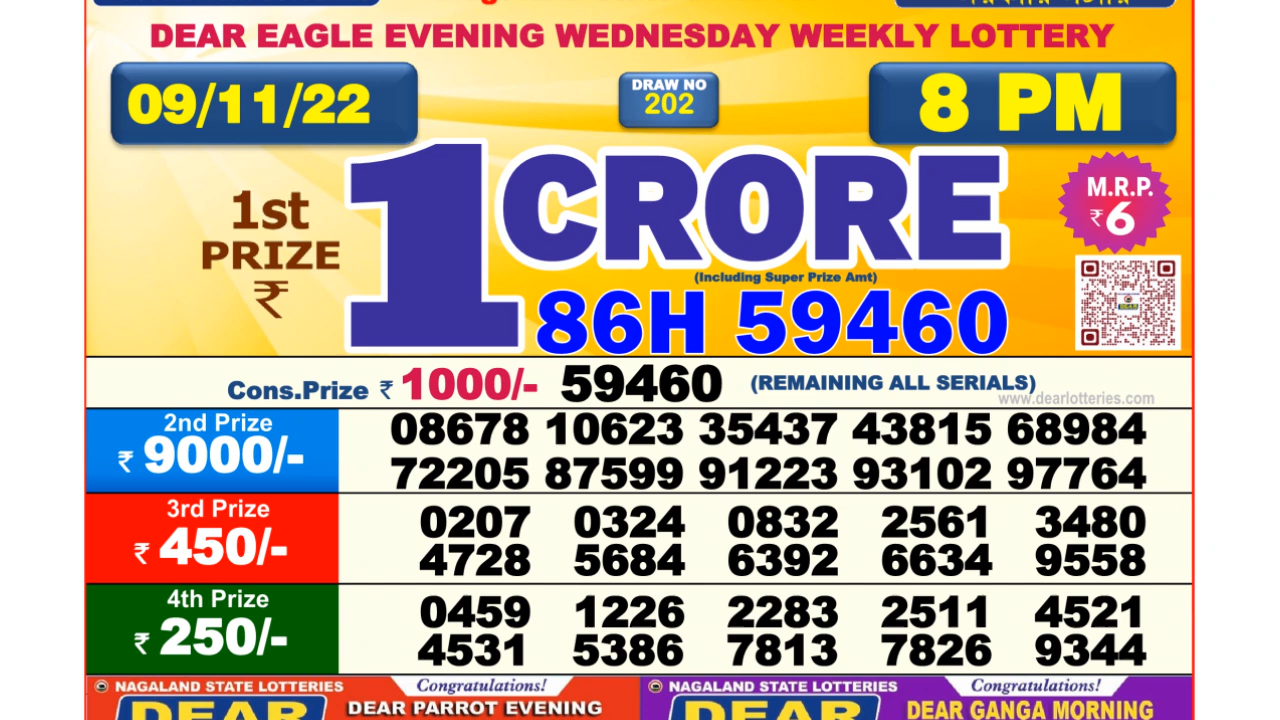 DEAR EAGLE EVENING WEDNESDAY WEEKLY LOTTERY
09/11/22
DRAW NO
202
8 PM
1st
PRIZE
₹
1 CRORE
(Including Super Prize Amt)
86H 59460
M.R.P.
₹6
DEAR
Cons.Prize ₹ 1000/- 59460 (REMAINING ALL SERIALS)
www.dearlotteries.com
2nd Prize
₹ 9000/-
08678 10623 35437 43815 68984
72205 87599 91223 93102 97764
3rd Prize
₹ 450/-
0207 0324 0832 2561 3480
4728 5684 6392 6634 9558
4th Prize
₹ 250/-
0459 1226 2283 2511 4521
4531 5386 7813 7826 9344
NAGALAND STATE LOTTERIES Congratulations!
DEAR DEAR PARROT EVENING
NAGALAND STATE LOTTERIES Congratulations!
DEAR DEAR GANGA MORNING